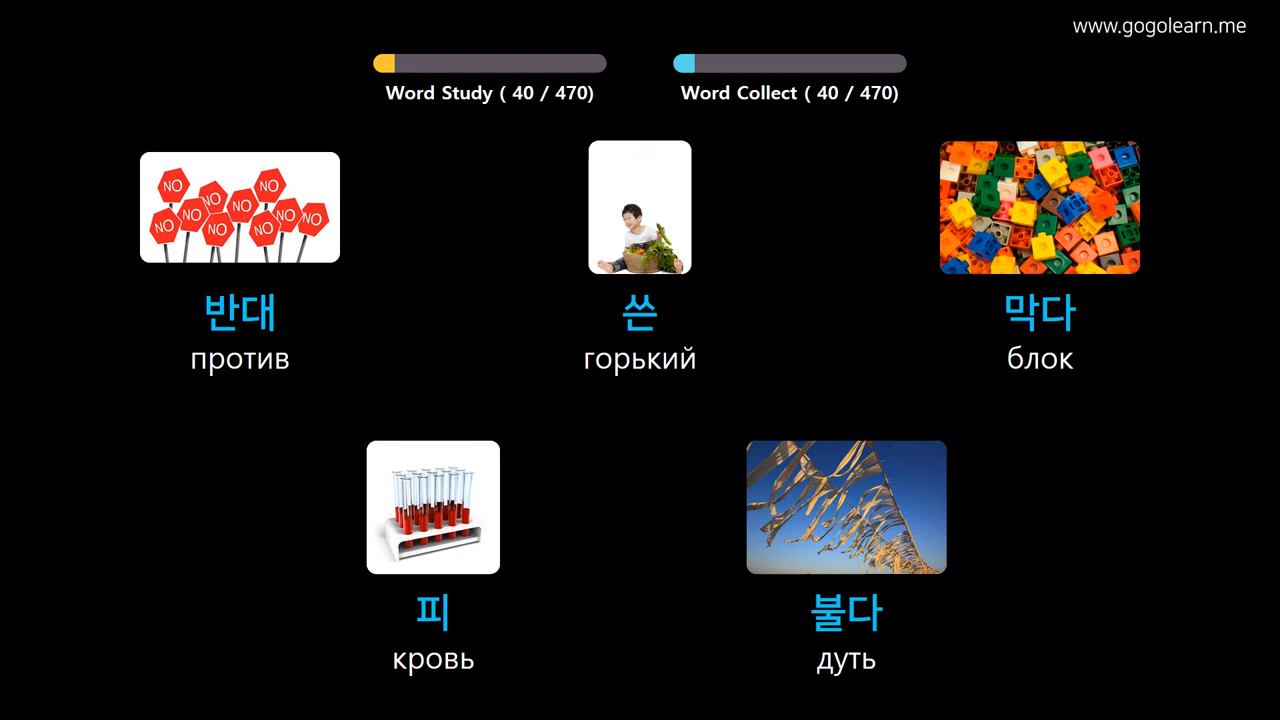 www.gogolearn.me
Word Study ( 40 / 470)
Word Collect ( 40 / 470)
NO NO NO NO NO NO NO NO NO NO
반대
против
쓴
горький
막다
блок
피
кровь
불다
дуть